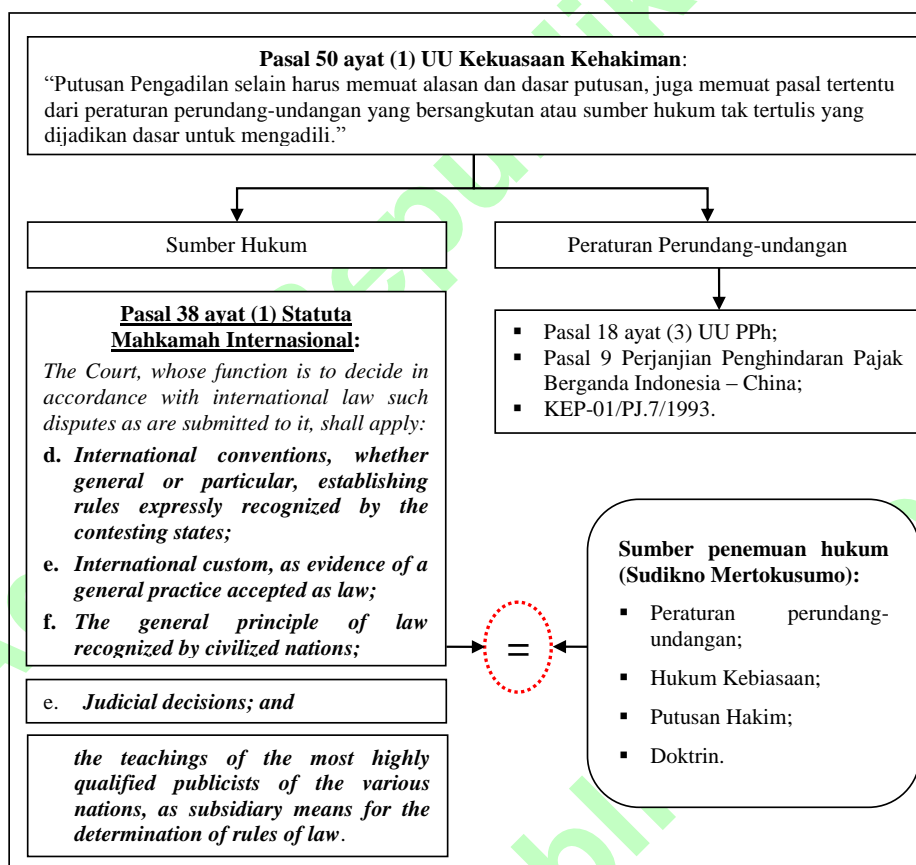 Pasal 50 ayat (1) UU Kekuasaan Kehakiman:
“Putusan Pengadilan selain harus memuat alasan dan dasar putusan, juga memuat pasal tertentu
dari peraturan perundang-undangan yang bersangkutan atau sumber hukum tak tertulis yang
dijadikan dasar untuk mengadili.”
Sumber Hukum
Peraturan Perundang-undangan
Pasal 38 ayat (1) Statuta
Mahkamah Internasional:
The Court, whose function is to decide in
accordance with international law such
disputes as are submitted to it, shall apply:
d. International conventions, whether
general or particular, establishing
rules expressly recognized by the
contesting states;
e. International custom, as evidence of a
general practice accepted as law;
f. The general principle of law
recognized by civilized nations;
e. Judicial decisions; and
the teachings of the most highly
qualified publicists of the various
nations, as subsidiary means for the
determination of rules of law.
▪ Pasal 18 ayat (3) UU PPh;
▪ Pasal 9 Perjanjian Penghindaran Pajak
Berganda Indonesia – China;
▪ KEP-01/PJ.7/1993.
=
Sumber penemuan hukum
(Sudikno Mertokusumo):
▪ Peraturan perundang-
undangan;
▪ Hukum Kebiasaan;
▪ Putusan Hakim;
▪ Doktrin.